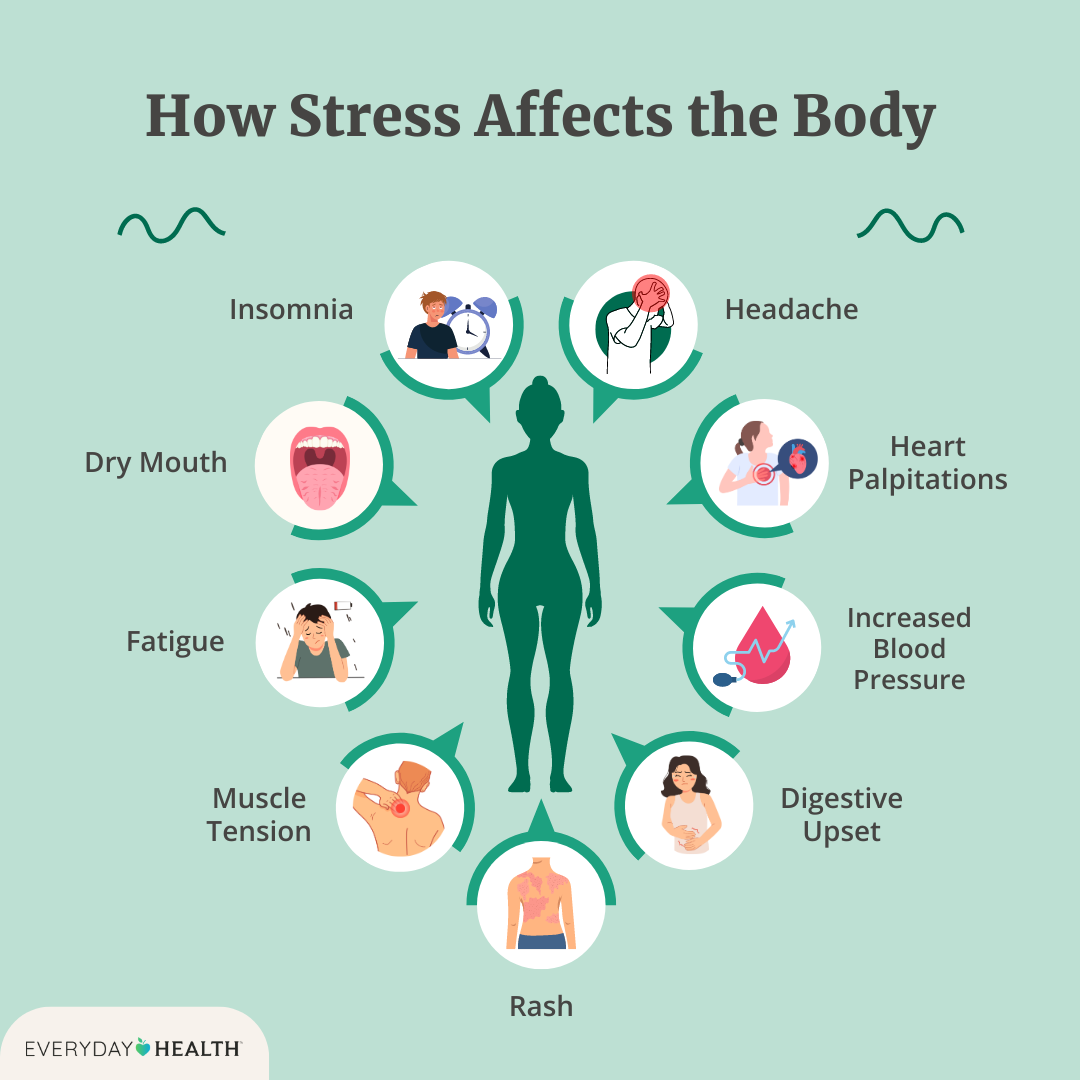 How Stress Affects the Body
Insomnia
Headache
Dry Mouth
Heart
Palpitations
Fatigue
Increased
Blood
Pressure
Muscle
Tension
Digestive
Upset
Rash
EVERYDAY HEALTH